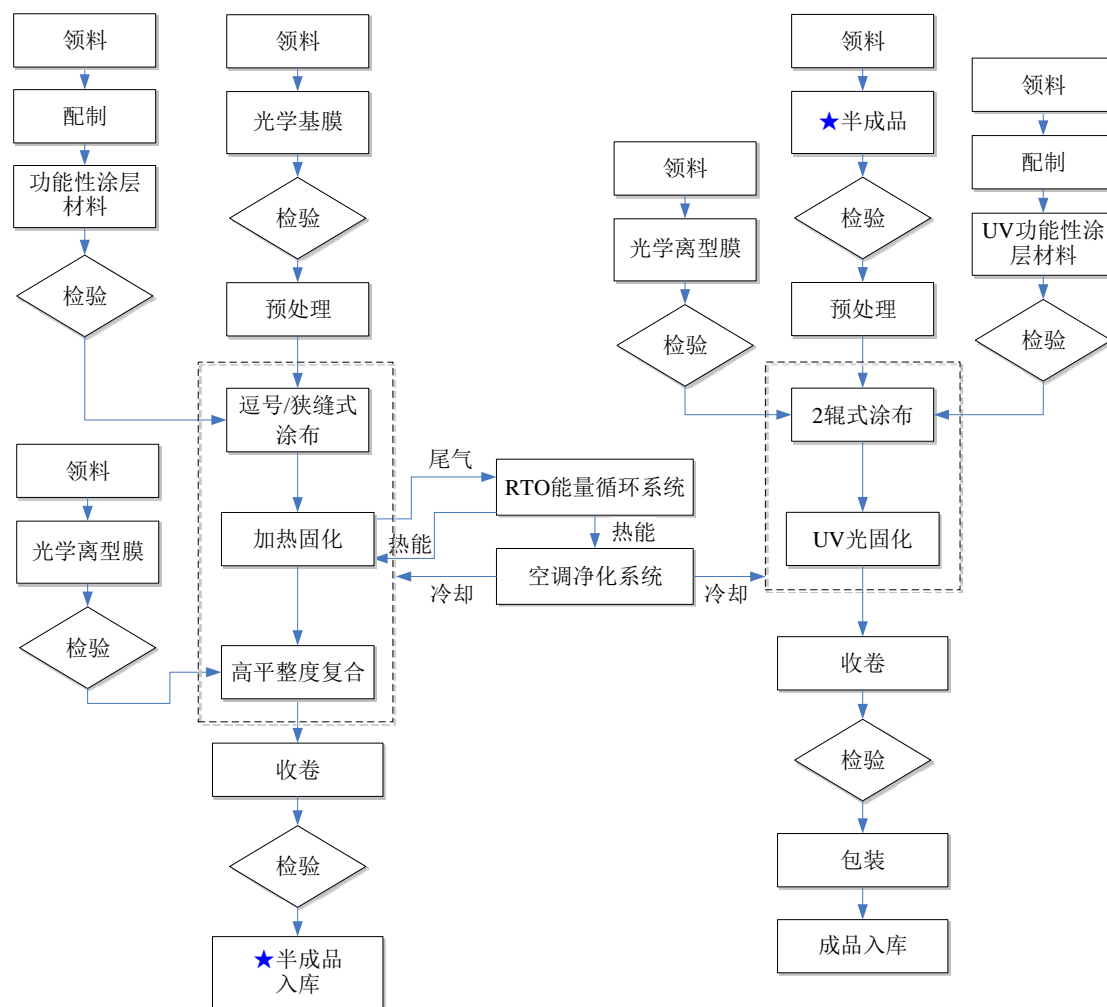 领料
配制
功能性涂层
材料
检验
领料
光学基膜
检验
预处理
逗号/狭缝式
涂布
加热固化
高平整度复合
收卷
检验
★半成品
入库
领料
光学离型膜
检验
尾气
RTO能量循环系统
热能
热能
空调净化系统
冷却
冷却
领料
光学离型膜
检验
领料
★半成品
检验
预处理
2辊式涂布
UV光固化
收卷
检验
包装
成品入库
领料
配制
UV功能性涂
层材料
检验